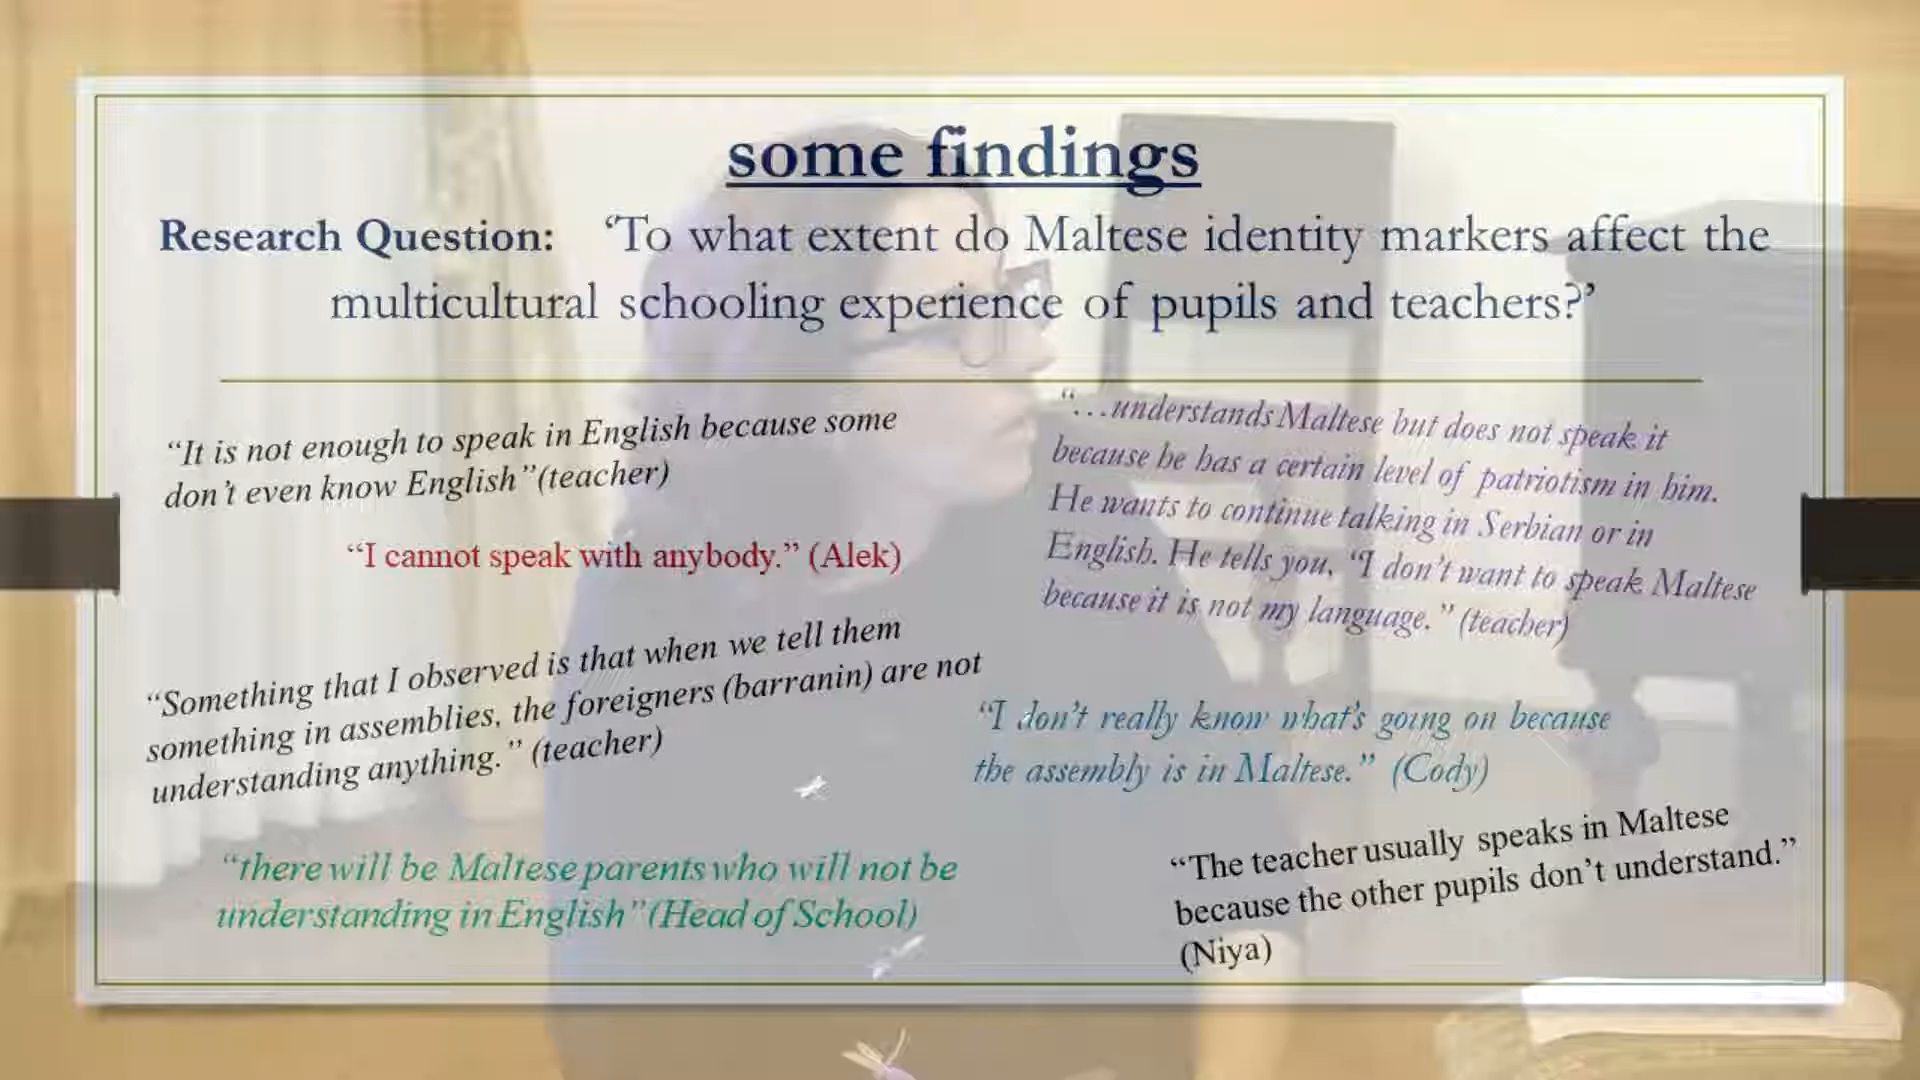 some findings
Research Question: ‘To what extent do Maltese identity markers affect the
multicultural schooling experience of pupils and teachers?’
“It is not enough to speak in English because some
don’t even know English”(teacher)
“I cannot speak with anybody.” (Alek)
“Something that I observed is that when we tell them
something in assemblies, the foreigners (barranin) are not
understanding anything.” (teacher)
“there will be Maltese parents who will not be
understanding in English”(Head of School)
“…understands Maltese but does not speak it
because he has a certain level of patriotism in him.
He wants to continue talking in Serbian or in
English. He tells you, “I don’t want to speak Maltese
because it is not my language.” (teacher)
“I don’t really know what’s going on because
the assembly is in Maltese.” (Cody)
“The teacher usually speaks in Maltese
because the other pupils don’t understand.”
(Niya)